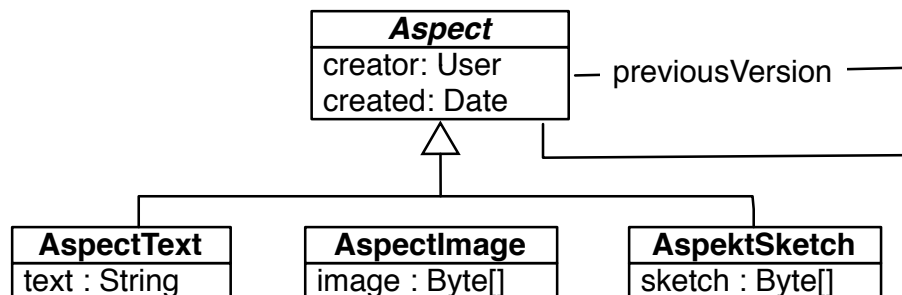 Aspect
creator: User
created: Date
previousVersion
AspectText
text : String
AspectImage
image : Byte[]
AspektSketch
sketch : Byte[]